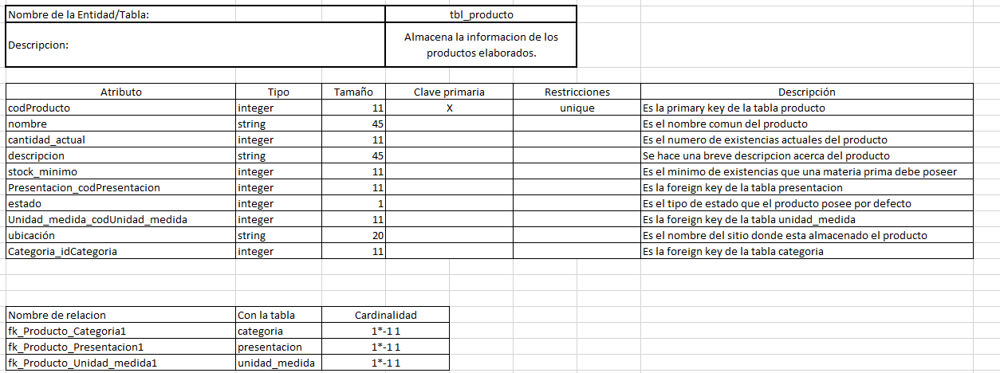 Nombre de la Entidad/Tabla: tbl_producto
Descripcion: Almacena la informacion de los
productos elaborados.
Atributo Tipo Tamaño Clave primaria Restricciones Descripción
codProducto integer 11 X unique Es la primary key de la tabla producto
nombre string 45 Es el nombre comun del producto
cantidad_actual integer 11 Es el numero de existencias actuales del producto
descripcion string 45 Se hace una breve descripcion acerca del producto
stock_minimo integer 11 Es el minimo de existencias que una materia prima debe poseer
Presentacion_codPresentacion integer 11 Es la foreign key de la tabla presentacion
estado integer 1 Es el tipo de estado que el producto posee por defecto
Unidad_medida_codUnidad_medida integer 11 Es la foreign key de la tabla unidad_medida
ubicación string 20 Es el nombre del sitio donde esta almacenado el producto
Categoria_idCategoria integer 11 Es la foreign key de la tabla categoria
Nombre de relacion Con la tabla Cardinalidad
fk_Producto_Categoria1 categoria 1*-1 1
fk_Producto_Presentacion1 presentacion 1*-1 1
fk_Producto_Unidad_medida1 unidad_medida 1*-1 1